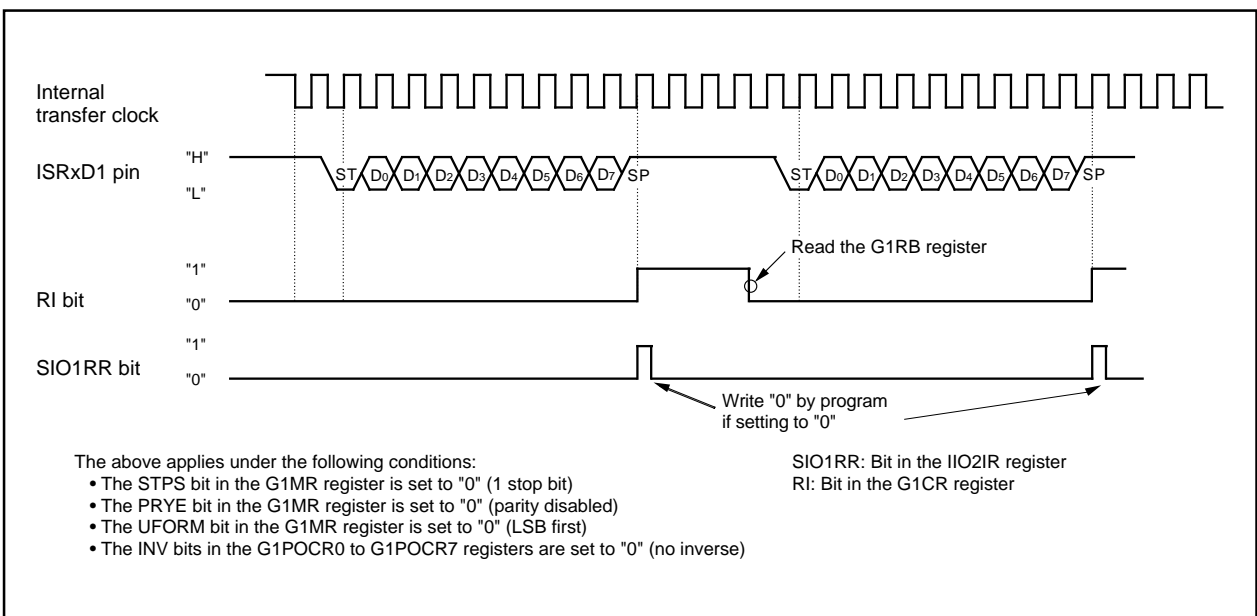 Internal
transfer clock
ISRxD1 pin
"H"
"L"
ST D0 D1 D2 D3 D4 D5 D6 D7 SP ST D0 D1 D2 D3 D4 D5 D6 D7 SP
Read the G1RB register
RI bit
"1"
"0"
SIO1RR bit
"1"
"0"
Write "0" by program
if setting to "0"
The above applies under the following conditions:
• The STPS bit in the G1MR register is set to "0" (1 stop bit)
• The PRYE bit in the G1MR register is set to "0" (parity disabled)
• The UFORM bit in the G1MR register is set to "0" (LSB first)
• The INV bits in the G1POCR0 to G1POCR7 registers are set to "0" (no inverse)
SIO1RR: Bit in the IIO2IR register
RI: Bit in the G1CR register